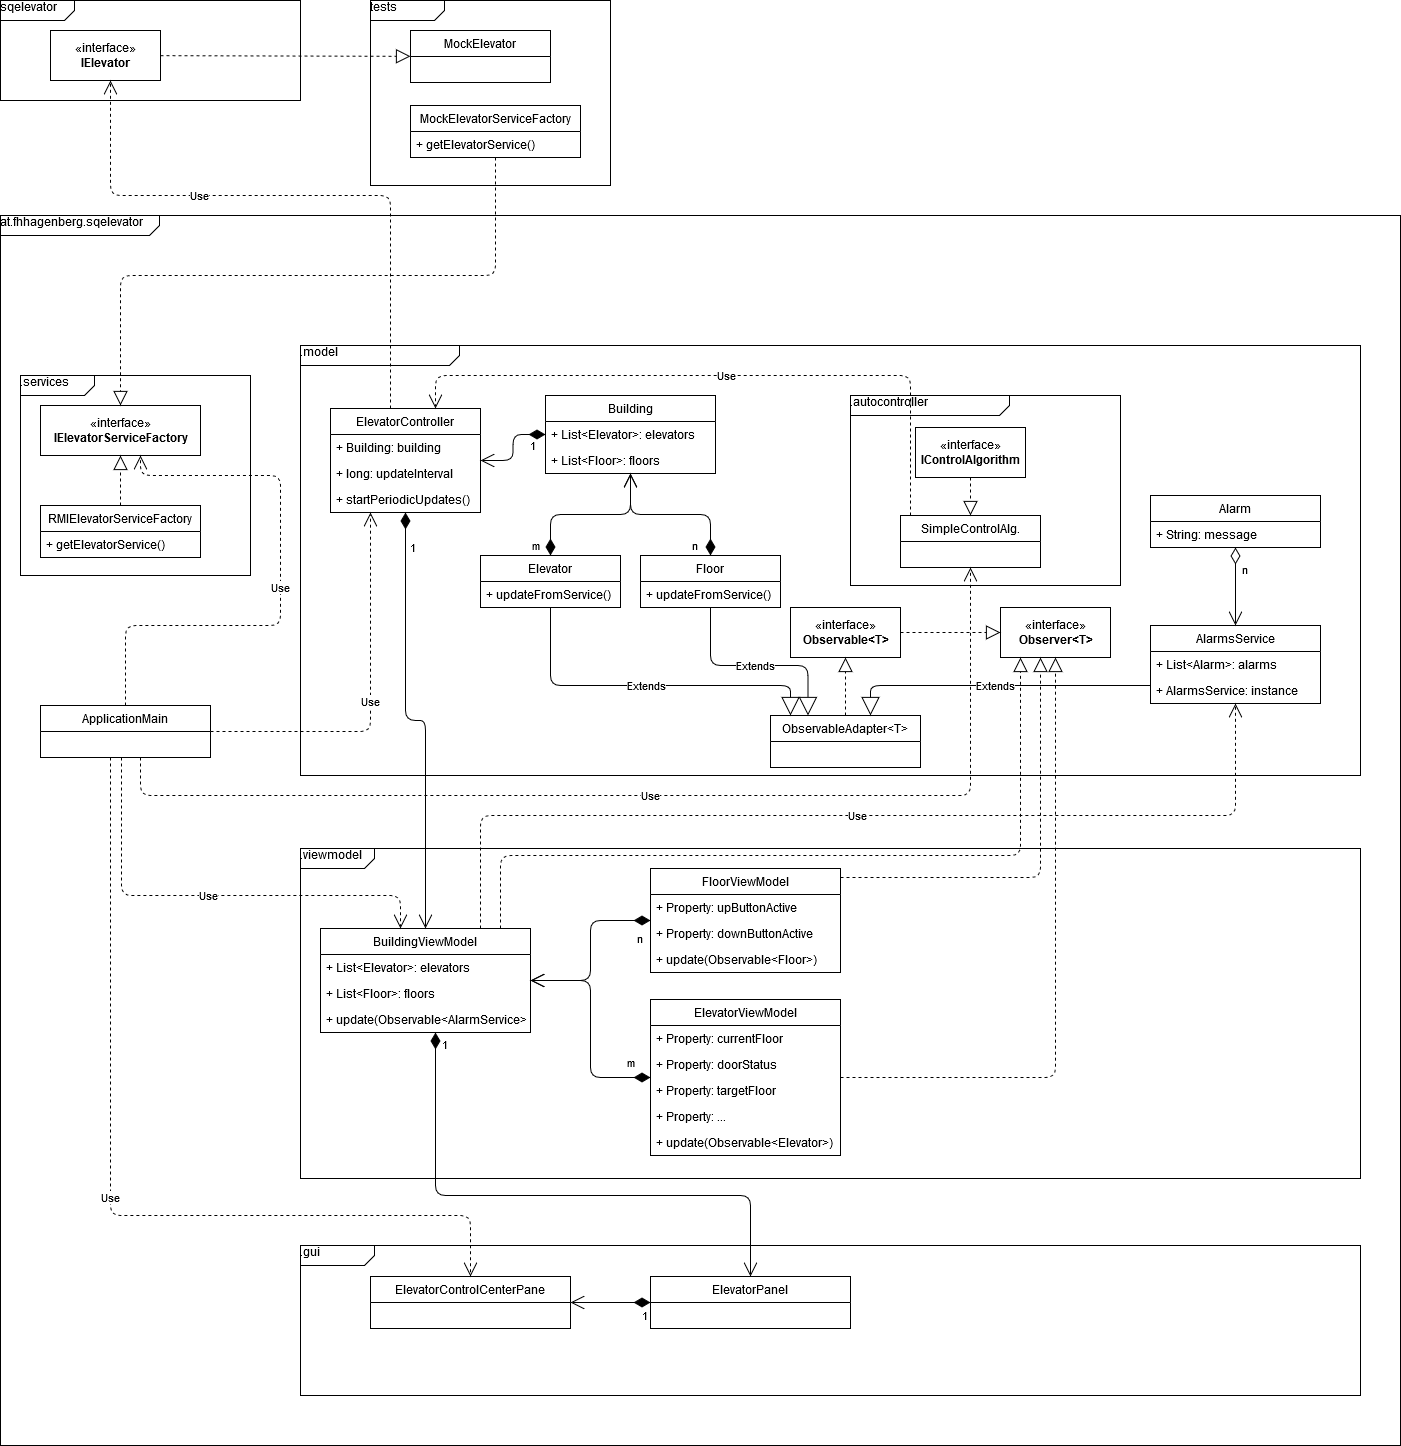 sqelevator
tests
«interface»
IElevator
MockElevator
MockElevatorServiceFactory
+ getElevatorService()
Use
at.fhhagenberg.sqelevator
.model
.services
«interface»
IElevatorServiceFactory
RMIElevatorServiceFactory
+ getElevatorService()
Use
ElevatorController
+ Building: building
+ long: updateInterval
+ startPeriodicUpdates()
1
Building
+ List<Elevator>: elevators
+ List<Floor>: floors
1
Use
.autocontroller
«interface»
IControlAlgorithm
SimpleControlAlg.
Alarm
+ String: message
n
m
Elevator
+ updateFromService()
n
Floor
+ updateFromService()
«interface»
Observable<T>
«interface»
Observer<T>
AlarmsService
+ List<Alarm>: alarms
+ AlarmsService: instance
Extends
Extends
Extends
ObservableAdapter<T>
Use
ApplicationMain
Use
Use
.viewmodel
Use
BuildingViewModel
+ List<Elevator>: elevators
+ List<Floor>: floors
+ update(Observable<AlarmService>
1
FloorViewModel
+ Property: upButtonActive
+ Property: downButtonActive
+ update(Observable<Floor>)
n
ElevatorViewModel
+ Property: currentFloor
+ Property: doorStatus
+ Property: targetFloor
+ Property: ...
+ update(Observable<Elevator>)
m
Use
.gui
ElevatorControlCenterPane
ElevatorPanel
1